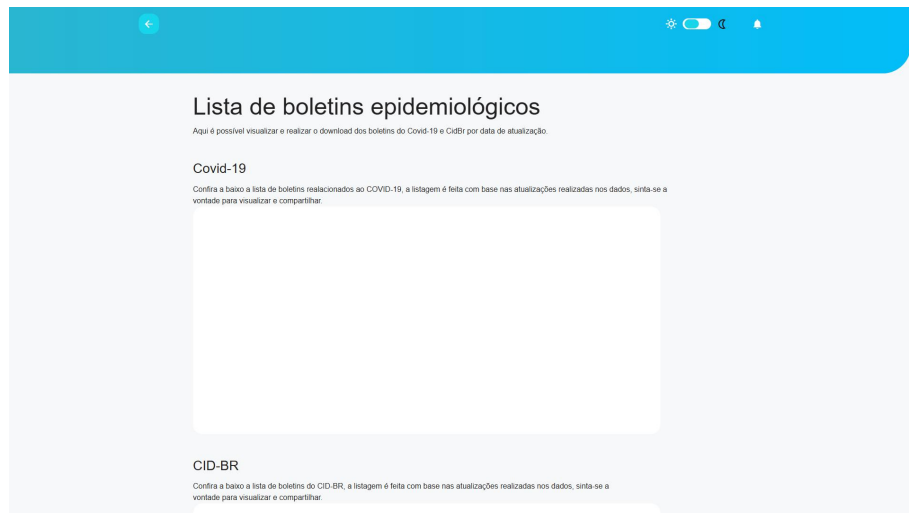 Lista de boletins epidemiológicos
Aqui é possível visualizar e realizar o download dos boletins do Covid-19 e CidBr por data de atualização.
Covid-19
Confira a baixo a lista de boletins realacionados ao COVID-19, a listagem é feita com base nas atualizações realizadas nos dados, sinta-se a
vontade para visualizar e compartilhar.
CID-BR
Confira a baixo a lista de boletins do CID-BR, a listagem é feita com base nas atualizações realizadas nos dados, sinta-se a
vontade para visualizar e compartilhar.